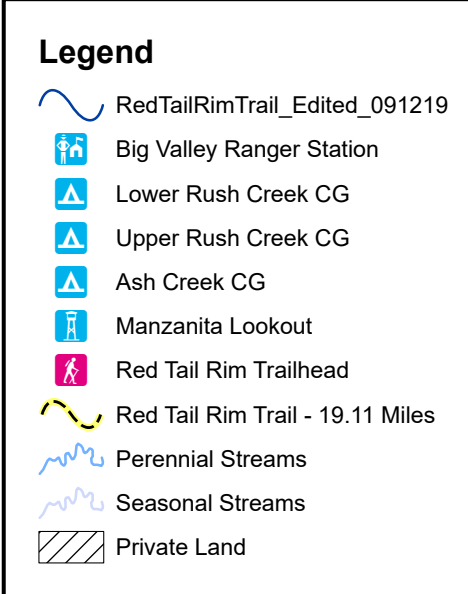 Legend
RedTailRimTrail_Edited_091219
Big Valley Ranger Station
Lower Rush Creek CG
Upper Rush Creek CG
Ash Creek CG
Manzanita Lookout
Red Tail Rim Trailhead
Red Tail Rim Trail - 19.11 Miles
Perennial Streams
Seasonal Streams
Private Land